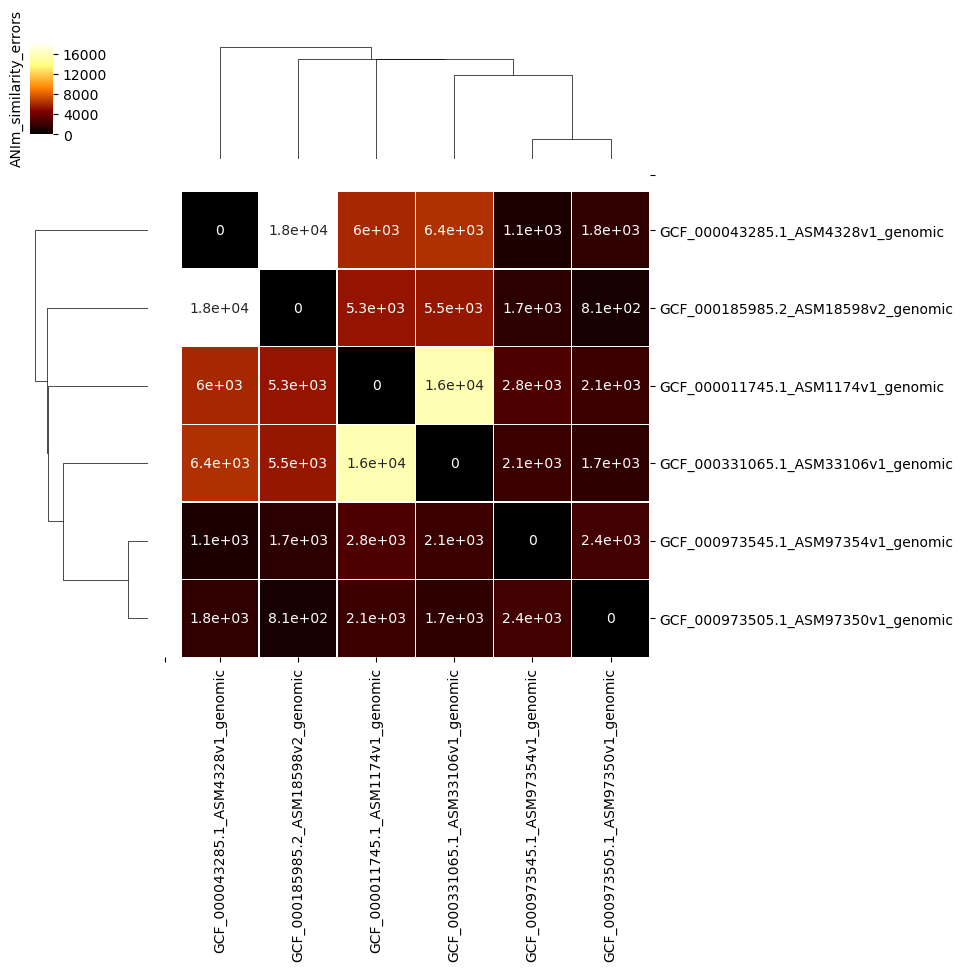 ANIm_similarity_errors
16000
12000
8000
4000
0
0 1.8e+04 6e+03 6.4e+03 1.1e+03 1.8e+03 GCF_000043285.1_ASM4328v1_genomic
1.8e+04 0 5.3e+03 5.5e+03 1.7e+03 8.1e+02 GCF_000185985.2_ASM18598v2_genomic
6e+03 5.3e+03 0 1.6e+04 2.8e+03 2.1e+03 GCF_000011745.1_ASM1174v1_genomic
6.4e+03 5.5e+03 1.6e+04 0 2.1e+03 1.7e+03 GCF_000331065.1_ASM33106v1_genomic
1.1e+03 1.7e+03 2.8e+03 2.1e+03 0 2.4e+03 GCF_000973545.1_ASM97354v1_genomic
1.8e+03 8.1e+02 2.1e+03 1.7e+03 2.4e+03 0 GCF_000973505.1_ASM97350v1_genomic
GCF_000043285.1_ASM4328v1_genomic
GCF_000185985.2_ASM18598v2_genomic
GCF_000011745.1_ASM1174v1_genomic
GCF_000331065.1_ASM33106v1_genomic
GCF_000973545.1_ASM97354v1_genomic
GCF_000973505.1_ASM97350v1_genomic